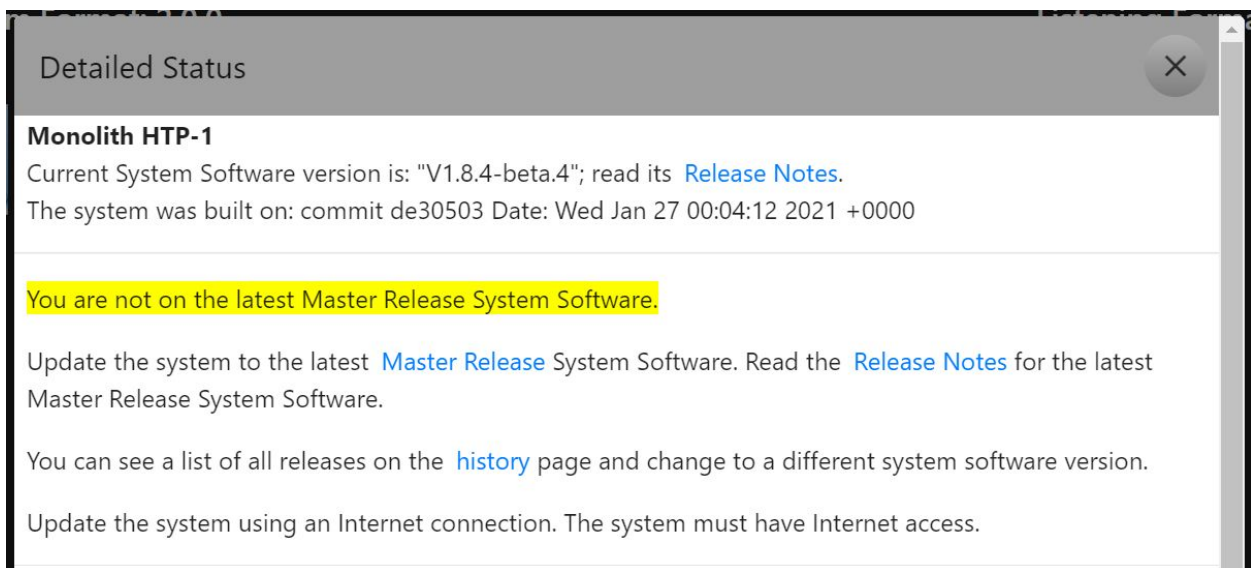 Detailed Status
Monolith HTP-1
Current System Software version is: "V1.8.4-beta.4"; read its Release Notes.
The system was built on: commit de30503 Date: Wed Jan 27 00:04:12 2021 +0000
You are not on the latest Master Release System Software.
Update the system to the latest Master Release System Software. Read the Release Notes for the latest
Master Release System Software.
You can see a list of all releases on the history page and change to a different system software version.
Update the system using an Internet connection. The system must have Internet access.